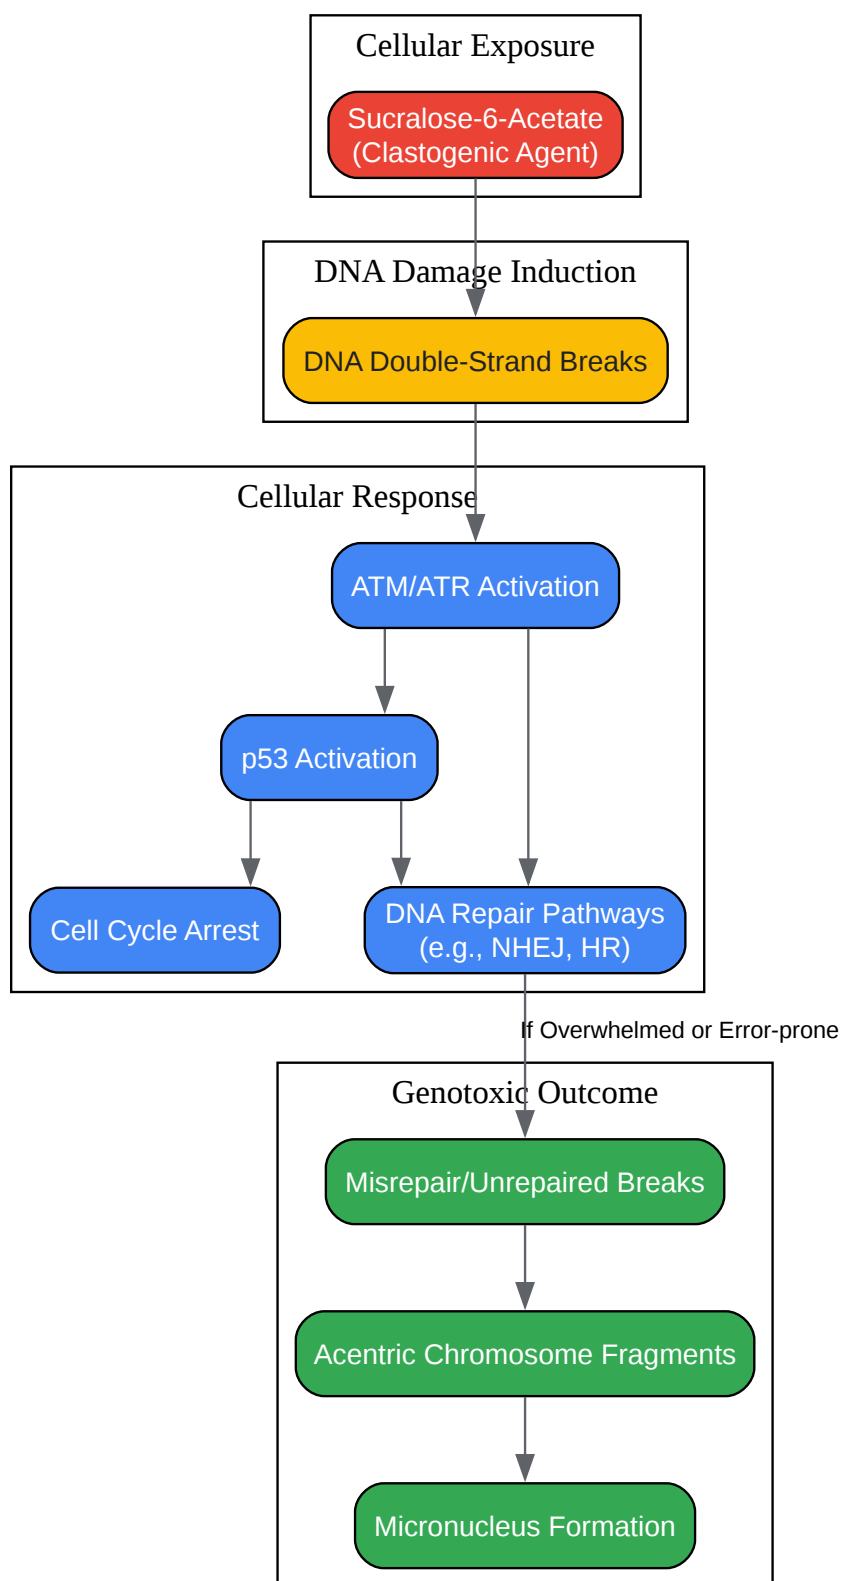 Cellular Exposure
Sucralose-6-Acetate
(Clastogenic Agent)
DNA Damage Induction
DNA Double-Strand Breaks
Cellular Response
ATM/ATR Activation
p53 Activation
Cell Cycle Arrest
DNA Repair Pathways
(e.g., NHEJ, HR)
If Overwhelmed or Error-prone
Genotoxic Outcome
Misrepair/Unrepaired Breaks
Acentric Chromosome Fragments
Micronucleus Formation